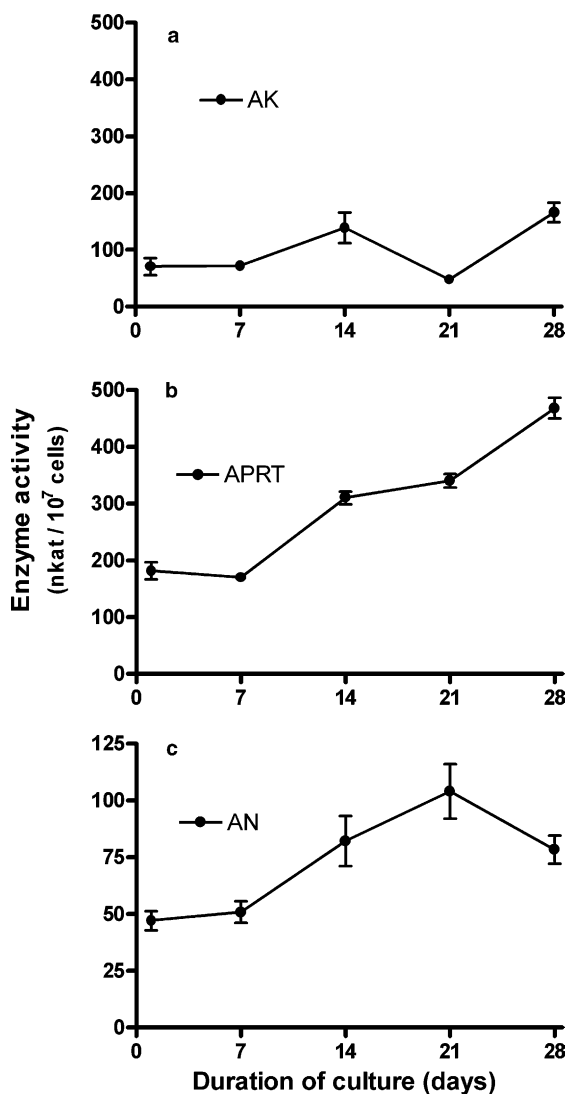 a
500
400
300
200
100
0
AK
0 7 14 21 28
b
500
400
300
200
100
0
APRT
0 7 14 21 28
Enzyme activity
(nkat / 10⁷ cells)
c
125
100
75
50
25
0
AN
0 7 14 21 28
Duration of culture (days)